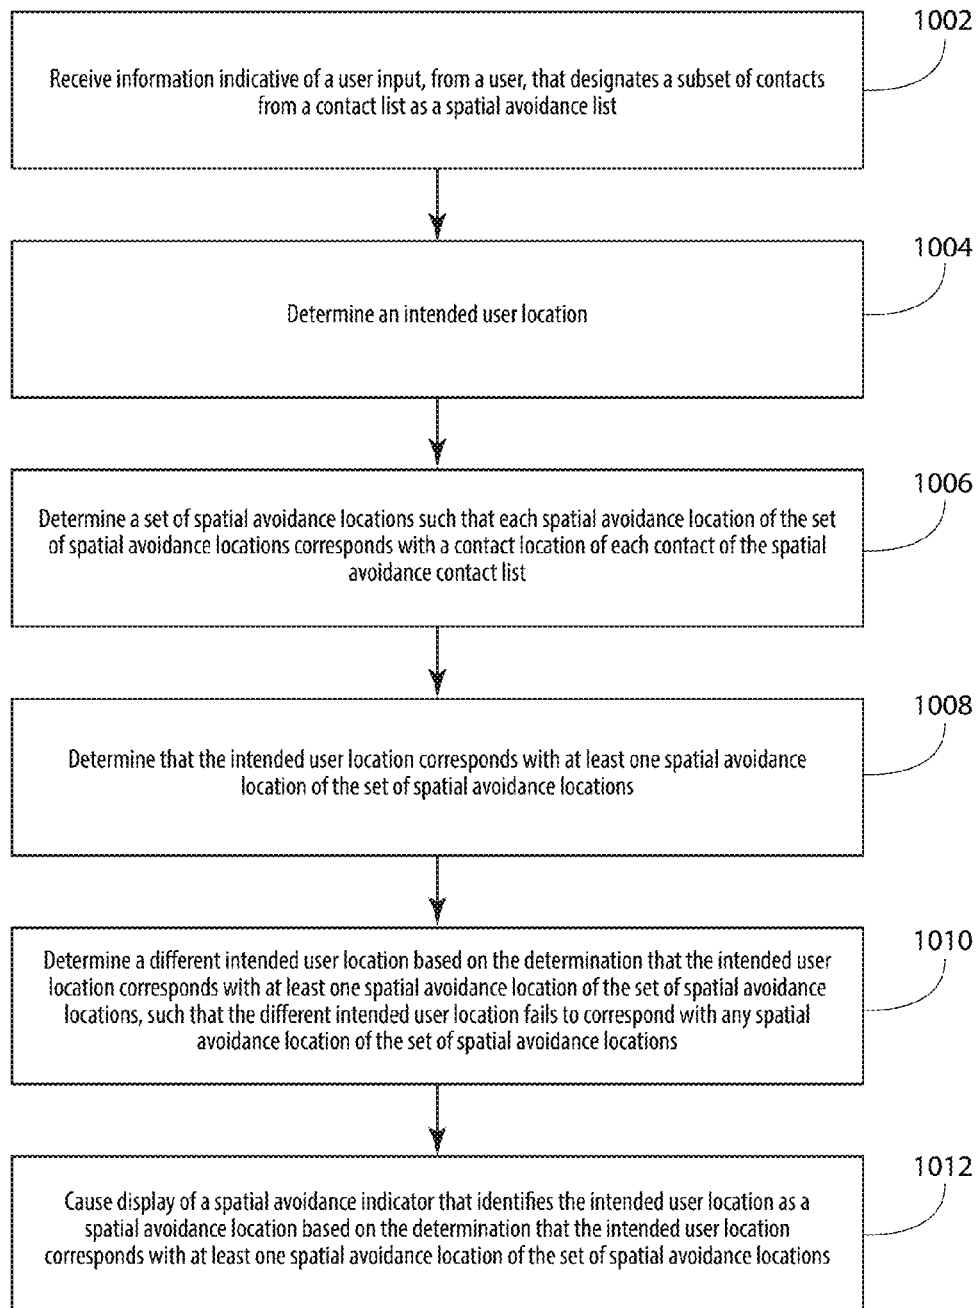 1002
Receive information indicative of a user input, from a user, that designates a subset of contacts
from a contact list as a spatial avoidance list
1004
Determine an intended user location
1006
Determine a set of spatial avoidance locations such that each spatial avoidance location of the set
of spatial avoidance locations corresponds with a contact location of each contact of the spatial
avoidance contact list
1008
Determine that the intended user location corresponds with at least one spatial avoidance
location of the set of spatial avoidance locations
1010
Determine a different intended user location based on the determination that the intended user
location corresponds with at least one spatial avoidance location of the set of spatial avoidance
locations, such that the different intended user location fails to correspond with any spatial
avoidance location of the set of spatial avoidance locations
1012
Cause display of a spatial avoidance indicator that identifies the intended user location as a
spatial avoidance location based on the determination that the intended user location
corresponds with at least one spatial avoidance location of the set of spatial avoidance locations